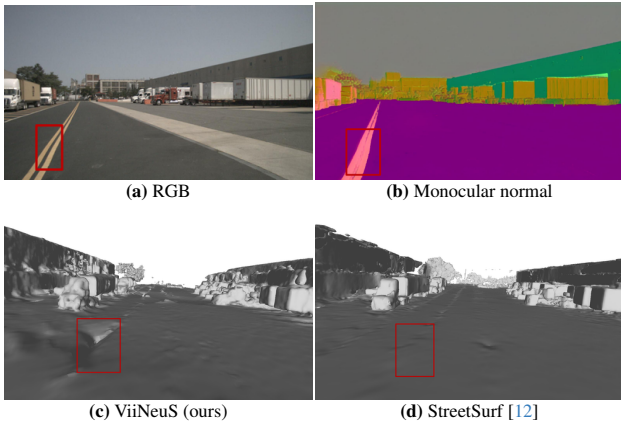 (a) RGB
(b) Monocular normal
(c) ViiNeuS (ours)
(d) StreetSurf [12]